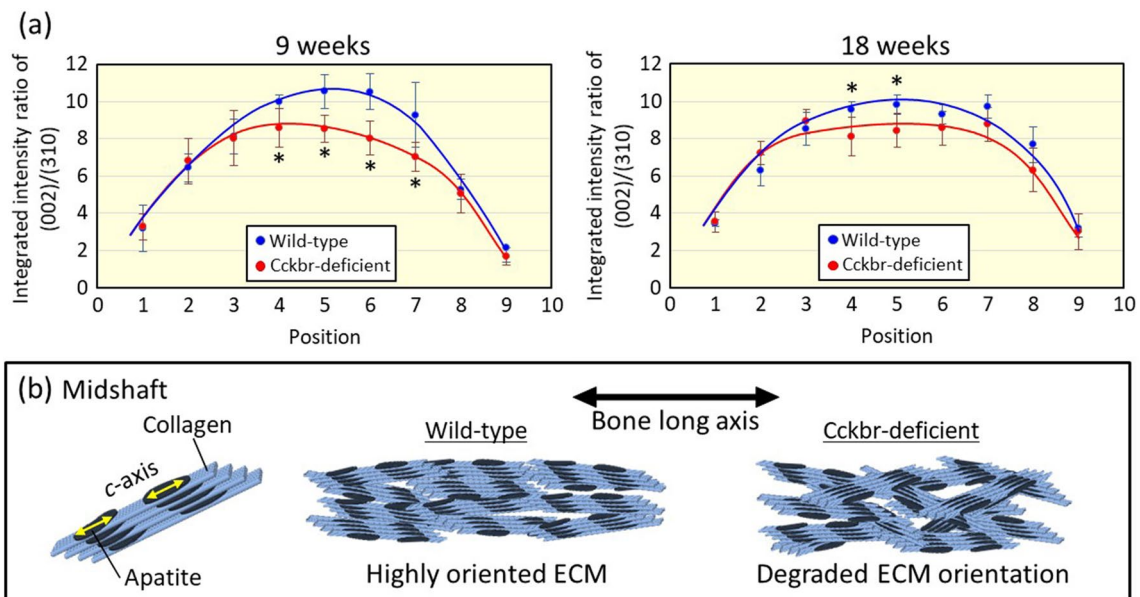 (a)
9 weeks
Integrated intensity ratio of
(002)/(310)
12
10
8
6
4
2
0
* * * *
Wild-type
Cckbr-deficient
0 1 2 3 4 5 6 7 8 9 10
Position
18 weeks
Integrated intensity ratio of
(002)/(310)
12
10
8
6
4
2
0
* *
Wild-type
Cckbr-deficient
0 1 2 3 4 5 6 7 8 9 10
Position
(b) Midshaft
Collagen
c-axis
Apatite
Bone long axis
Wild-type
Highly oriented ECM
Cckbr-deficient
Degraded ECM orientation